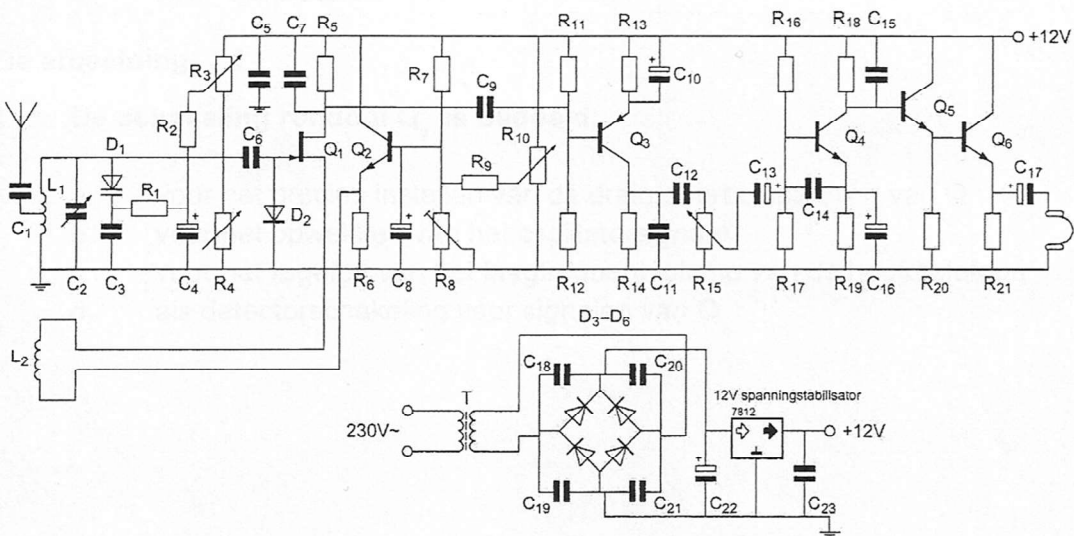 C5 C7 R5 R11 R13 R16 R18 C15
+12V
R3 R7 C9 C10
R2 R10 Q5
C6 Q1 Q2 Q3 Q4 Q6
D1 R9 C12 C13 C17
L1 R1 D2 C14
C1
C2 C3 C4 R4 R6 C8 R8 R12 R14 C11 R15 R17 R19 C16 R20 R21
L2 D3–D6
C18 C20
T 12V spanningstabilisator
7812
230V~ +12V
C19 C21 C22 C23